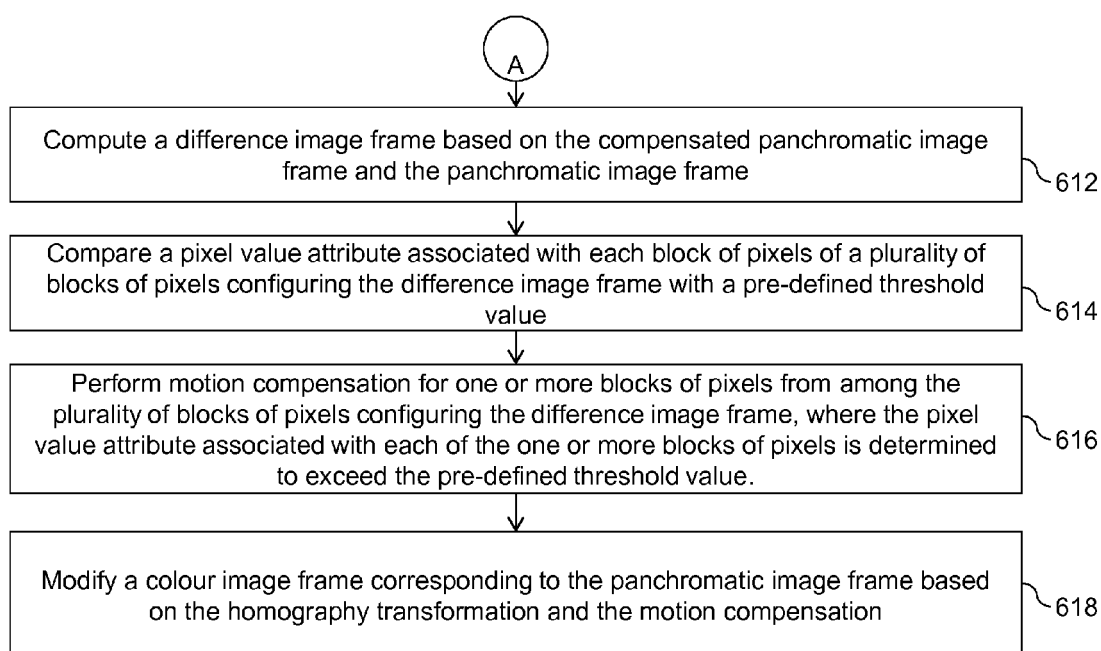 A
Compute a difference image frame based on the compensated panchromatic image
frame and the panchromatic image frame
612
Compare a pixel value attribute associated with each block of pixels of a plurality of
blocks of pixels configuring the difference image frame with a pre-defined threshold
value
614
Perform motion compensation for one or more blocks of pixels from among the
plurality of blocks of pixels configuring the difference image frame, where the pixel
value attribute associated with each of the one or more blocks of pixels is determined
to exceed the pre-defined threshold value.
616
Modify a colour image frame corresponding to the panchromatic image frame based
on the homography transformation and the motion compensation
618